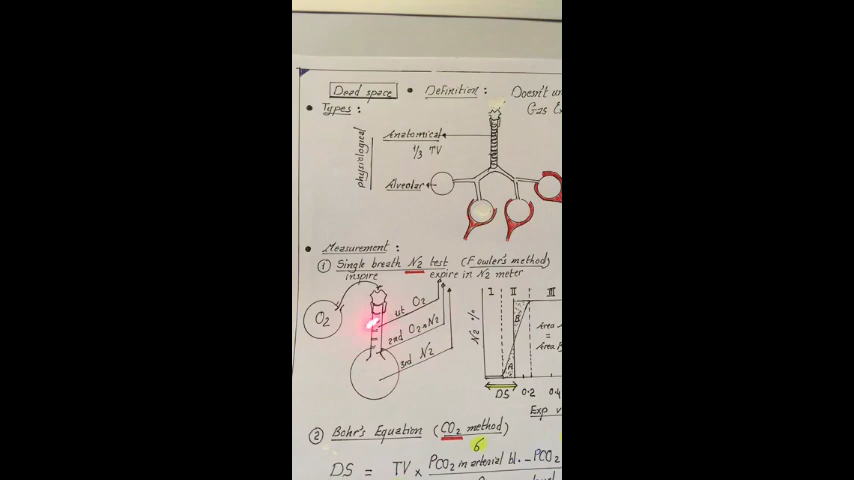 Dead space • Definition : Doesn't
Gas
• Types :
physiological
Anatomical
1/3 TV
Alveolar
• Measurement :
① Single breath N2 test (Fowler's method)
inspire expire in N2 meter
O2
1st O2
2nd O2 + N2
3rd N2
N2 %
I II III
B
A
Area
=
Area
DS 0.2 0.4
Exp
② Bohr's Equation (CO2 method)
6
DS = TV x PCO2 in arterial bl. - PCO2